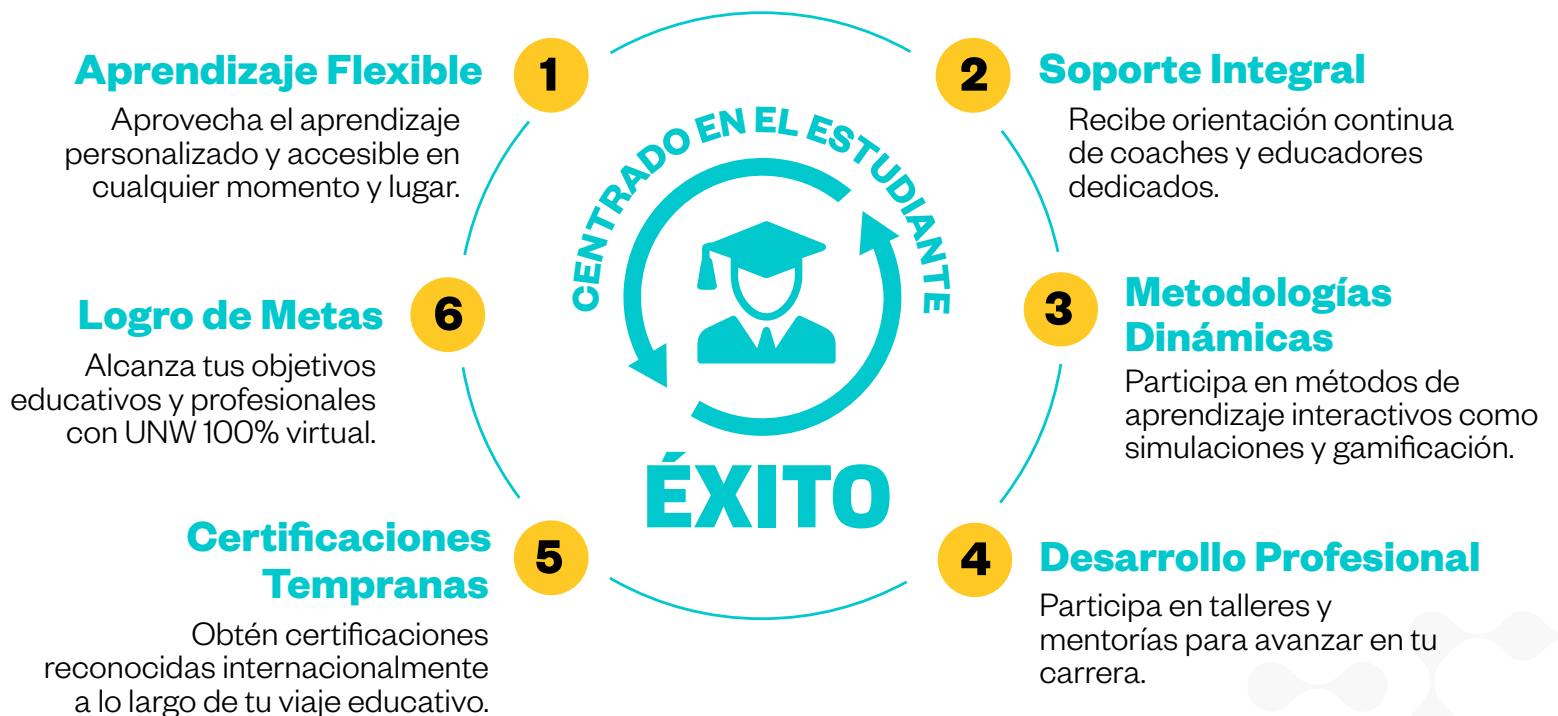 CENTRADO EN EL ESTUDIANTE
ÉXITO
1
Aprendizaje Flexible
Aprovecha el aprendizaje
personalizado y accesible en
cualquier momento y lugar.
2
Soporte Integral
Recibe orientación continua
de coaches y educadores
dedicados.
3
Metodologías
Dinámicas
Participa en métodos de
aprendizaje interactivos como
simulaciones y gamificación.
4
Desarrollo Profesional
Participa en talleres y
mentorías para avanzar en tu
carrera.
5
Certificaciones
Tempranas
Obtén certificaciones
reconocidas internacionalmente
a lo largo de tu viaje educativo.
6
Logro de Metas
Alcanza tus objetivos
educativos y profesionales
con UNW 100% virtual.